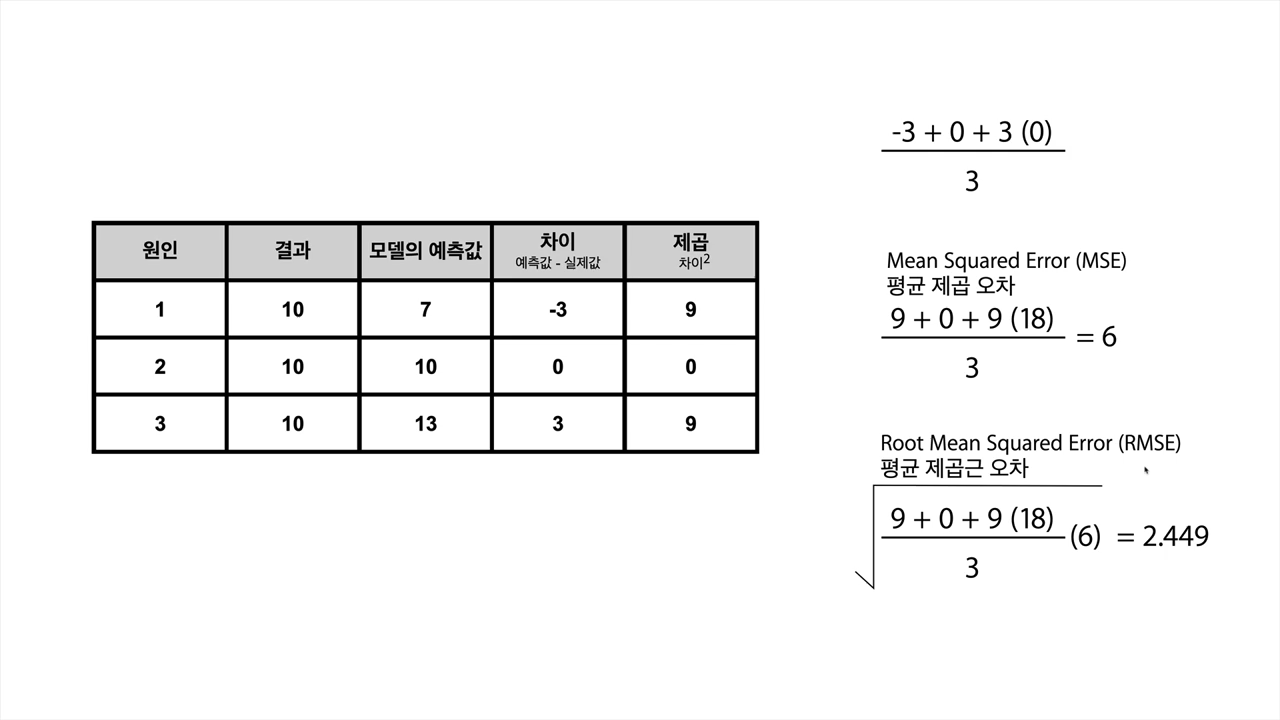 원인 결과 모델의 예측값 차이 제곱
예측값 - 실제값 차이2
1 10 7 -3 9
2 10 10 0 0
3 10 13 3 9
-3 + 0 + 3 (0)
3
Mean Squared Error (MSE)
평균 제곱 오차
9 + 0 + 9 (18)
= 6
3
Root Mean Squared Error (RMSE)
평균 제곱근 오차
9 + 0 + 9 (18)
(6) = 2.449
3